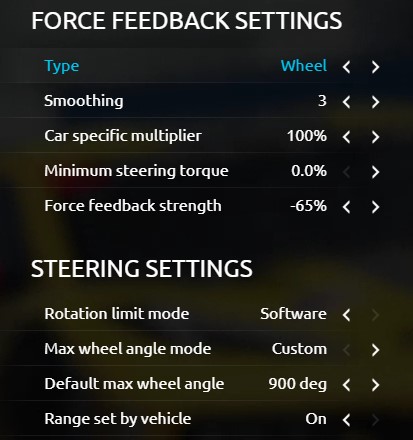 FORCE FEEDBACK SETTINGS
Type Wheel
Smoothing 3
Car specific multiplier 100%
Minimum steering torque 0.0%
Force feedback strength -65%
STEERING SETTINGS
Rotation limit mode Software
Max wheel angle mode Custom
Default max wheel angle 900 deg
Range set by vehicle On